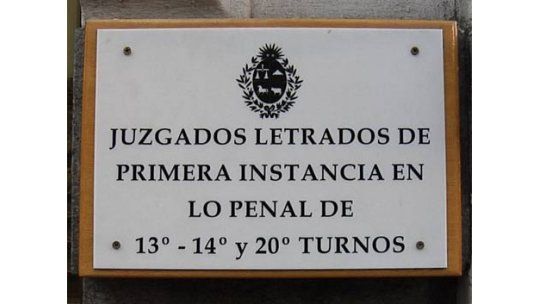 JUZGADOS LETRADOS DE
PRIMERA INSTANCIA EN
LO PENAL DE
13º - 14º y 20º TURNOS